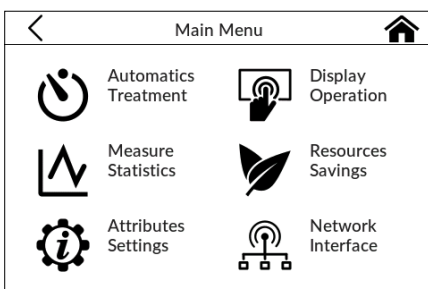 Main Menu
Automatics
Treatment
Display
Operation
Measure
Statistics
Resources
Savings
Attributes
Settings
Network
Interface